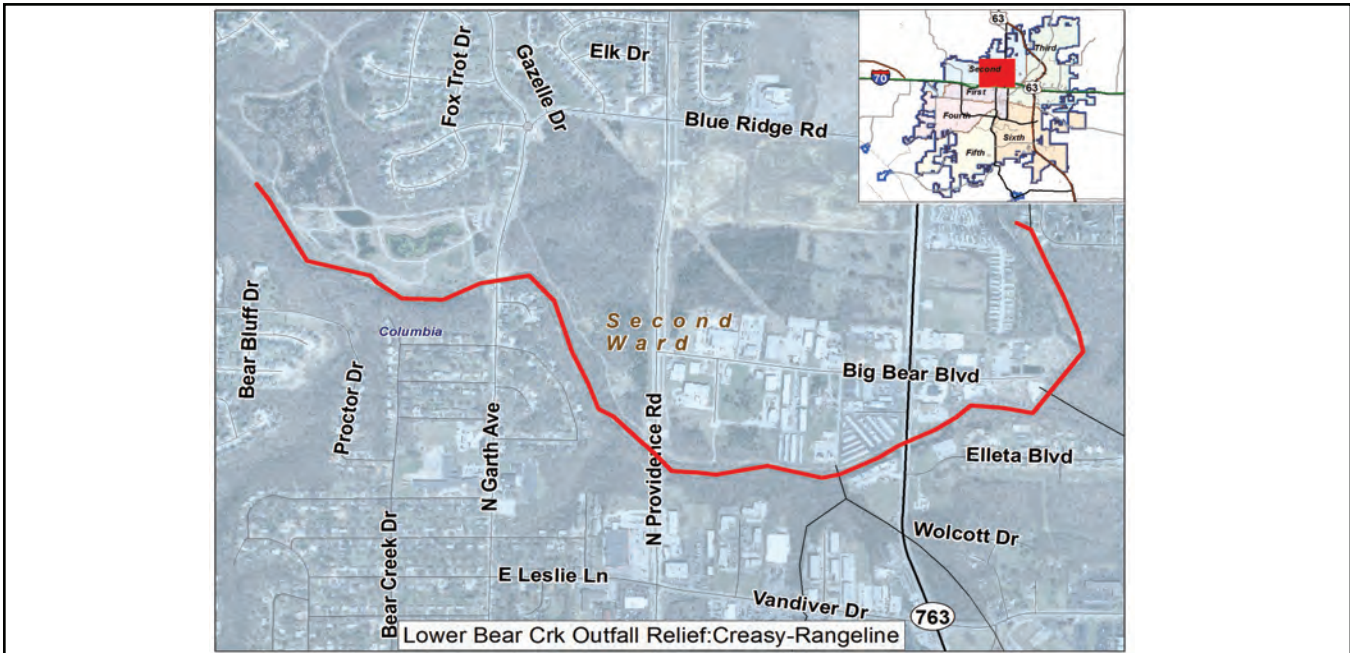 Fox Trot Dr
Gazelle Dr
Elk Dr
Blue Ridge Rd
63
Third
Second
70
63
First
Fourth
Sixth
Fifth
Bear Bluff Dr
Columbia
Proctor Dr
N Garth Ave
Second
Ward
N Providence Rd
Big Bear Blvd
Elleta Blvd
Wolcott Dr
Bear Creek Dr
E Leslie Ln
Vandiver Dr
763
Lower Bear Crk Outfall Relief:Creasy-Rangeline